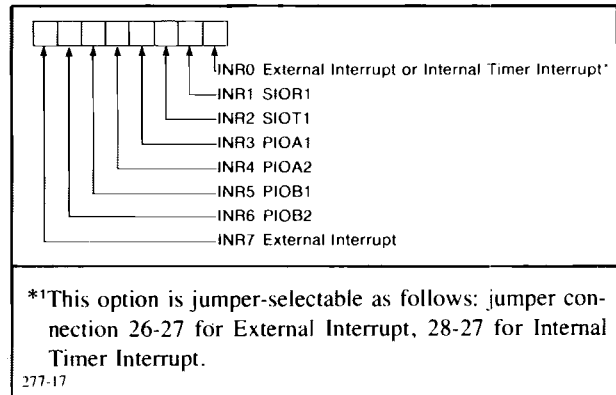 INR0 External Interrupt or Internal Timer Interrupt*
INR1 SIOR1
INR2 SIOT1
INR3 PIOA1
INR4 PIOA2
INR5 PIOB1
INR6 PIOB2
INR7 External Interrupt
*¹This option is jumper-selectable as follows: jumper con-
nection 26-27 for External Interrupt, 28-27 for Internal
Timer Interrupt.
277-17